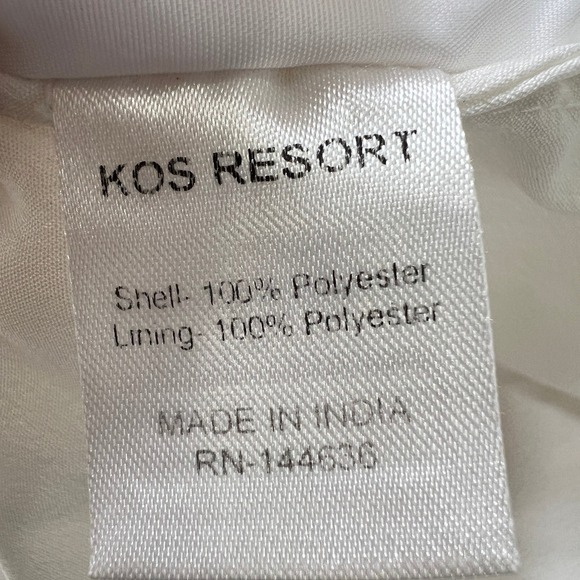 KOS RESORT
Shell- 100% Polyester
Lining- 100% Polyester
MADE IN INDIA
RN-144636